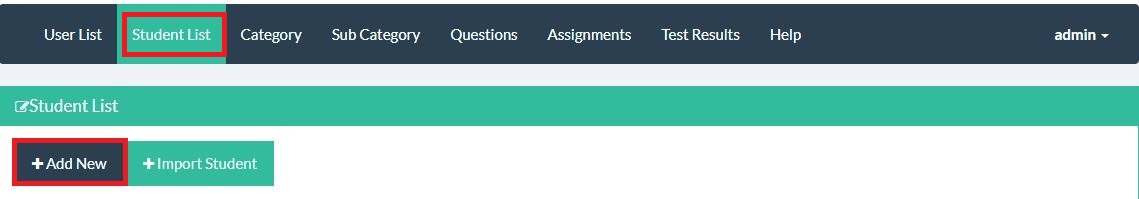 User List Student List Category Sub Category Questions Assignments Test Results Help admin
Student List
Add New Import Student